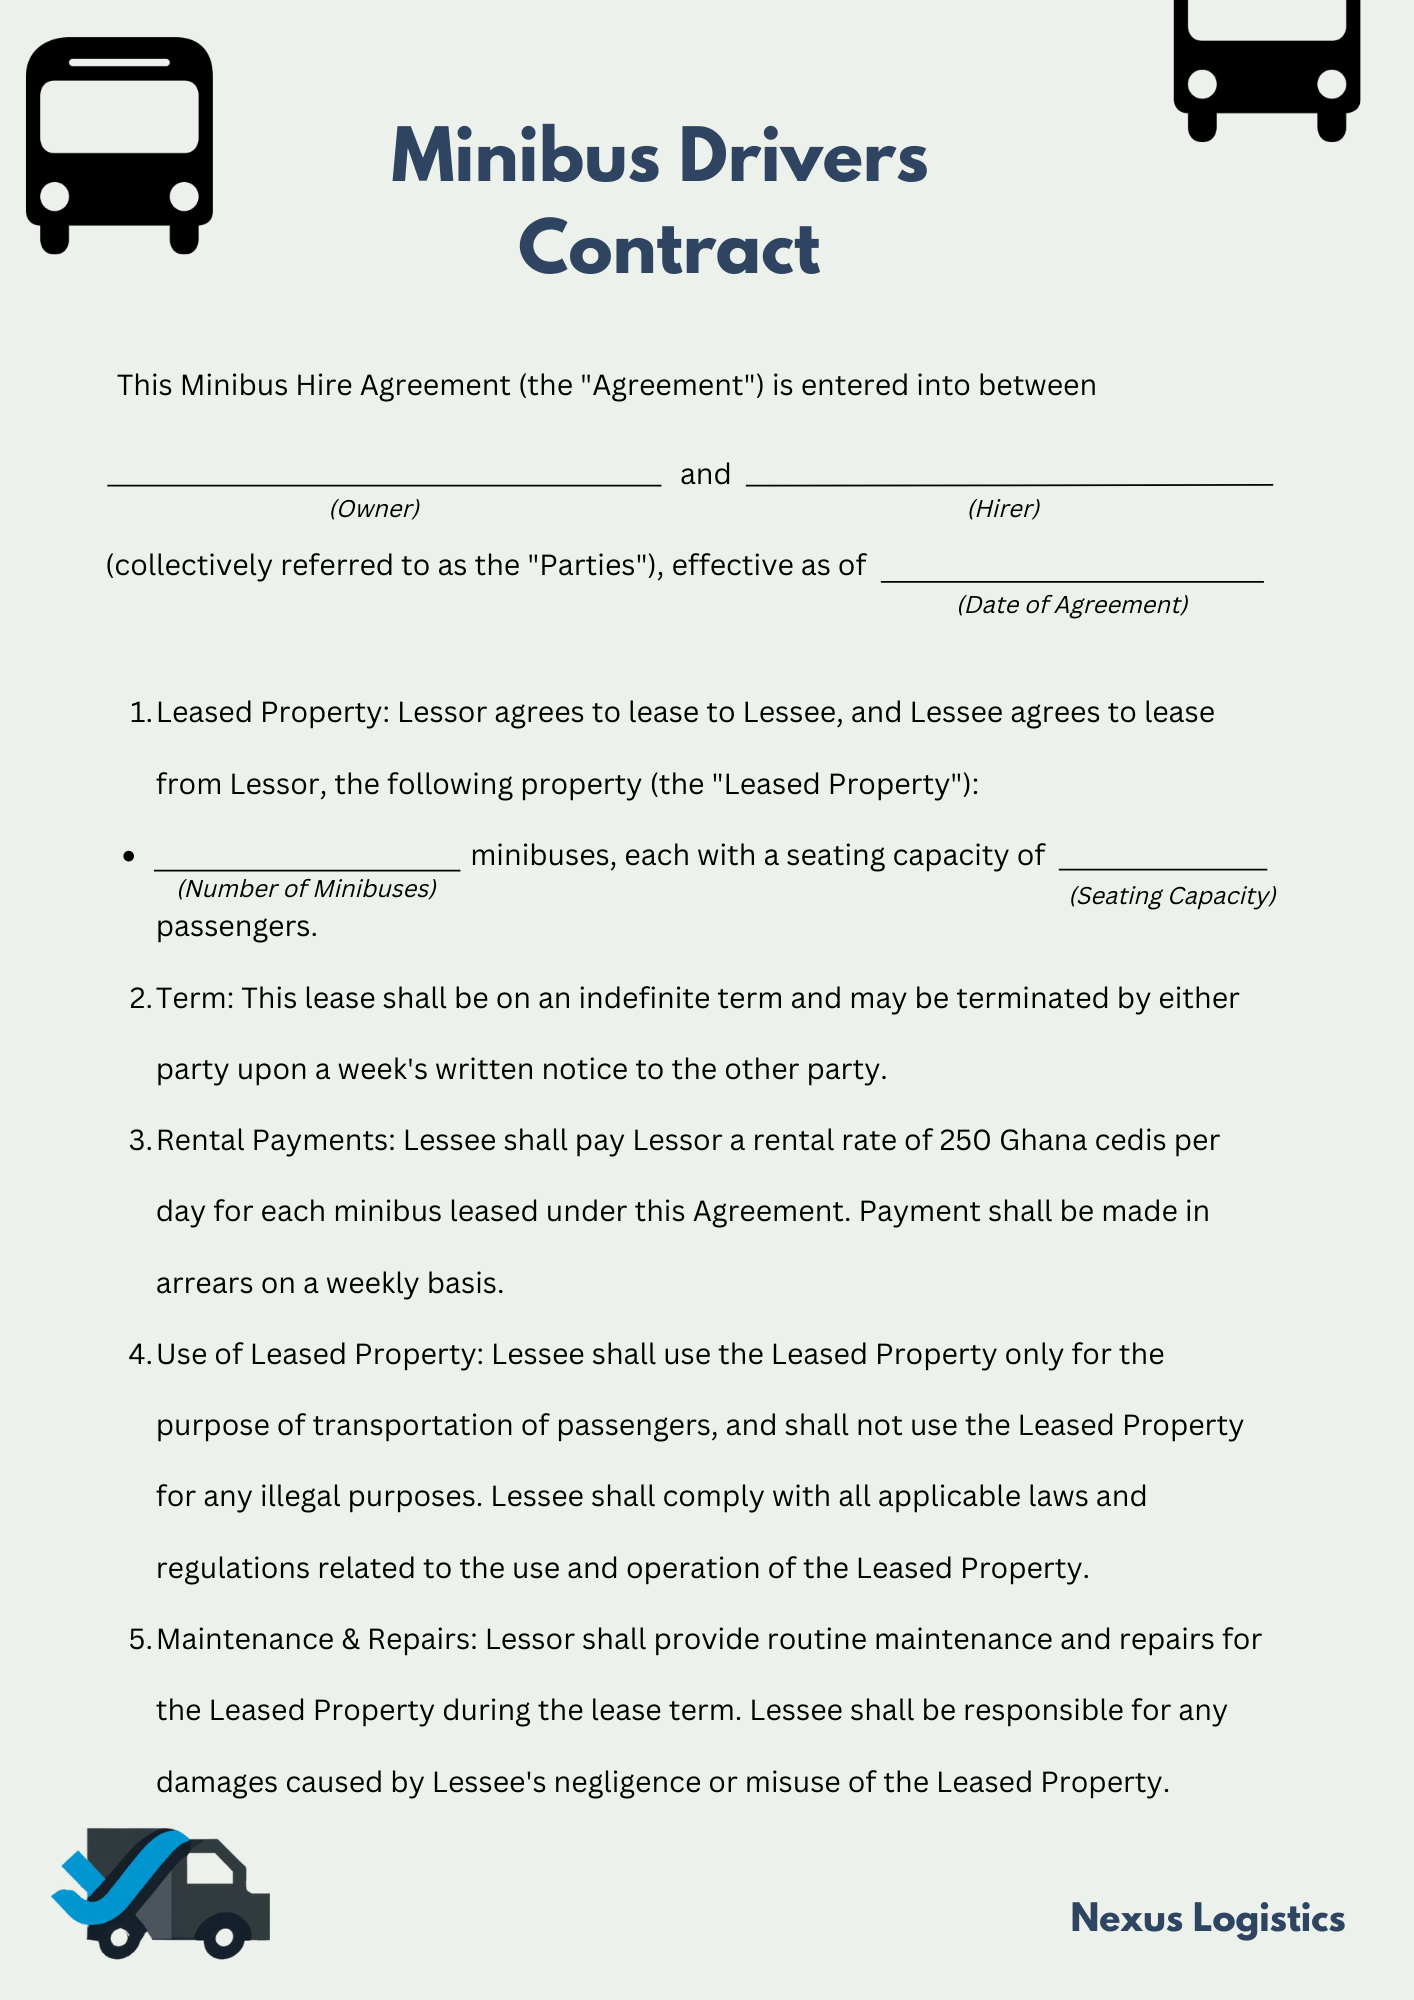 Minibus Drivers
Contract
This Minibus Hire Agreement (the "Agreement") is entered into between
and
(Owner) (Hirer)
(collectively referred to as the "Parties"), effective as of
(Date of Agreement)
1. Leased Property: Lessor agrees to lease to Lessee, and Lessee agrees to lease
from Lessor, the following property (the "Leased Property"):
• minibuses, each with a seating capacity of
(Number of Minibuses) (Seating Capacity)
passengers.
2. Term: This lease shall be on an indefinite term and may be terminated by either
party upon a week's written notice to the other party.
3. Rental Payments: Lessee shall pay Lessor a rental rate of 250 Ghana cedis per
day for each minibus leased under this Agreement. Payment shall be made in
arrears on a weekly basis.
4. Use of Leased Property: Lessee shall use the Leased Property only for the
purpose of transportation of passengers, and shall not use the Leased Property
for any illegal purposes. Lessee shall comply with all applicable laws and
regulations related to the use and operation of the Leased Property.
5. Maintenance & Repairs: Lessor shall provide routine maintenance and repairs for
the Leased Property during the lease term. Lessee shall be responsible for any
damages caused by Lessee's negligence or misuse of the Leased Property.
Nexus Logistics